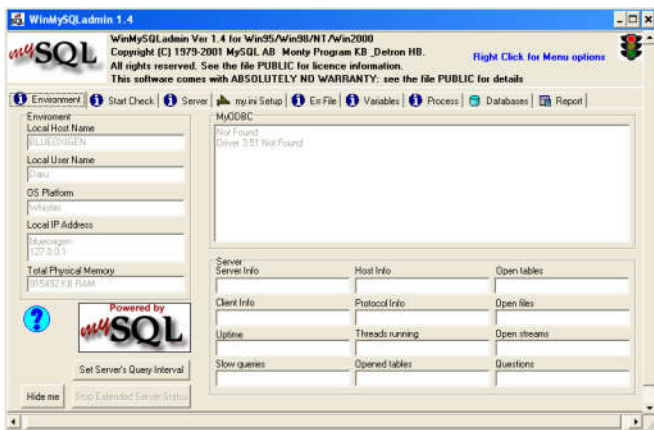 WinMySQLadmin 1.4
mySQL
WinMySQLadmin Ver 1.4 for Win95/Win98/NT/Win2000
Copyright (C) 1979-2001 MySQL AB Monty Program KB _Detron HB.
All rights reserved. See the file PUBLIC for licence information.
This software comes with ABSOLUTELY NO WARRANTY: see the file PUBLIC for details
Right Click for Menu options
Environment Start Check Server my.ini Setup Err File Variables Process Databases Report
Enviroment
Local Host Name
BLUEOXIGEN
Local User Name
Daru
OS Platform
Whistler
Local IP Address
blueoxigen
127.0.0.1
Total Physical Memory
915492 KB RAM
MyODBC
Not Found
Driver 3.51 Not Found
Server
Server Info
Host Info
Open tables
Client Info
Protocol Info
Open files
Uptime
Threads running
Open streams
Slow queries
Opened tables
Questions
?
Powered by
mySQL
Set Server's Query Interval
Hide me
Stop Extended Server Status